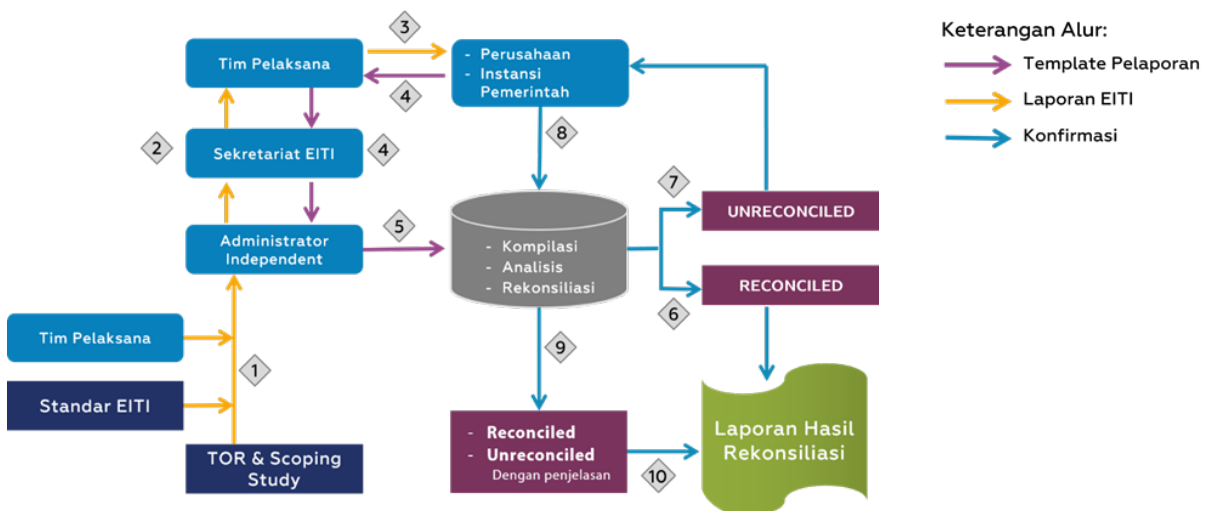 Keterangan Alur:
Template Pelaporan
Laporan EITI
Konfirmasi
3
Tim Pelaksana
- Perusahaan
- Instansi
Pemerintah
4
2
Sekretariat EITI
4
8
7
UNRECONCILED
Administrator
Independent
5
- Kompilasi
- Analisis
- Rekonsiliasi
RECONCILED
6
Tim Pelaksana
1
9
Standar EITI
- Reconciled
- Unreconciled
Dengan penjelasan
10
Laporan Hasil
Rekonsiliasi
TOR & Scoping
Study